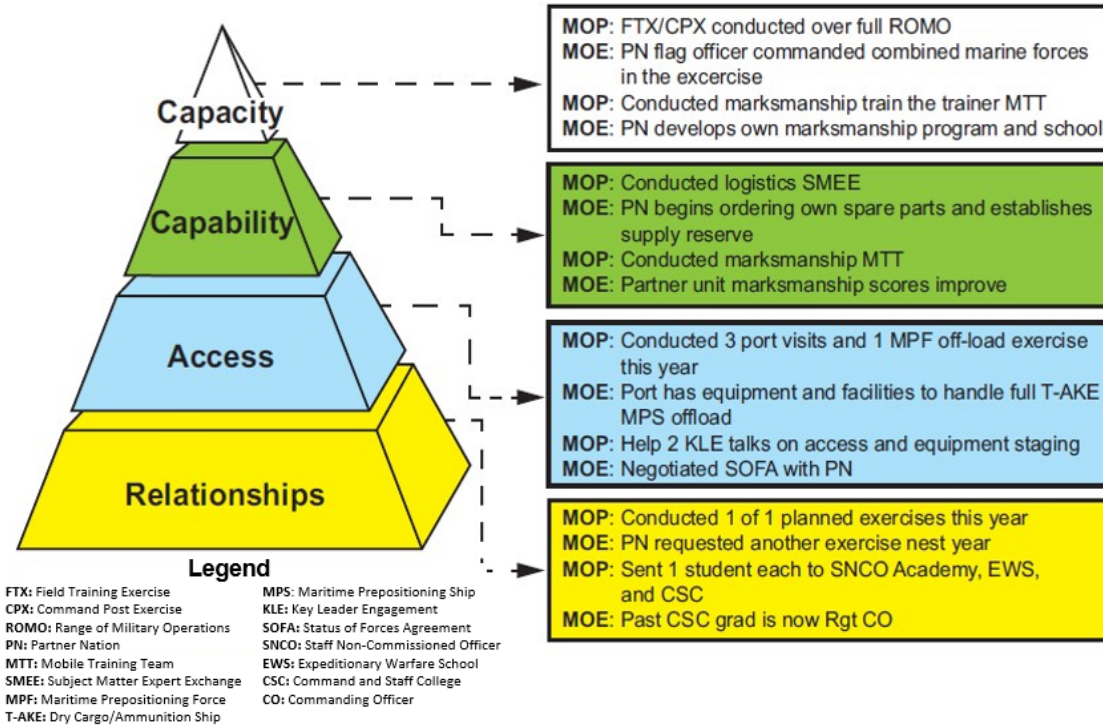 Capacity
Capability
Access
Relationships
MOP: FTX/CPX conducted over full ROMO
MOE: PN flag officer commanded combined marine forces
in the excercise
MOP: Conducted marksmanship train the trainer MTT
MOE: PN develops own marksmanship program and school
MOP: Conducted logistics SMEE
MOE: PN begins ordering own spare parts and establishes
supply reserve
MOP: Conducted marksmanship MTT
MOE: Partner unit marksmanship scores improve
MOP: Conducted 3 port visits and 1 MPF off-load exercise
this year
MOE: Port has equipment and facilities to handle full T-AKE
MPS offload
MOP: Help 2 KLE talks on access and equipment staging
MOE: Negotiated SOFA with PN
MOP: Conducted 1 of 1 planned exercises this year
MOE: PN requested another exercise nest year
MOP: Sent 1 student each to SNCO Academy, EWS,
and CSC
MOE: Past CSC grad is now Rgt CO
Legend
FTX: Field Training Exercise
CPX: Command Post Exercise
ROMO: Range of Military Operations
PN: Partner Nation
MTT: Mobile Training Team
SMEE: Subject Matter Expert Exchange
MPF: Maritime Prepositioning Force
T-AKE: Dry Cargo/Ammunition Ship
MPS: Maritime Prepositioning Ship
KLE: Key Leader Engagement
SOFA: Status of Forces Agreement
SNCO: Staff Non-Commissioned Officer
EWS: Expeditionary Warfare School
CSC: Command and Staff College
CO: Commanding Officer